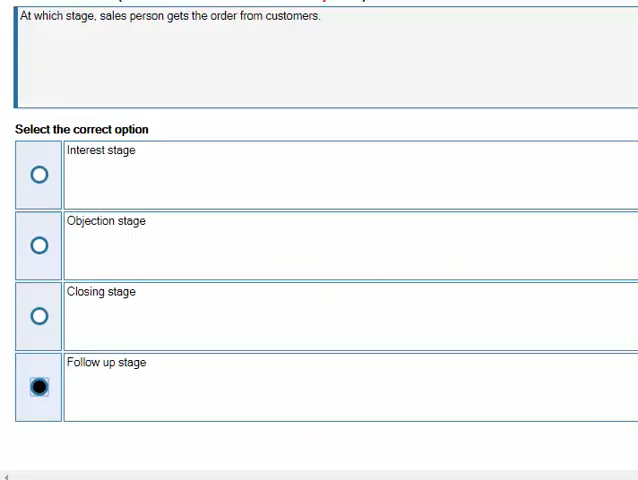 At which stage, sales person gets the order from customers.
Select the correct option
Interest stage
Objection stage
Closing stage
Follow up stage